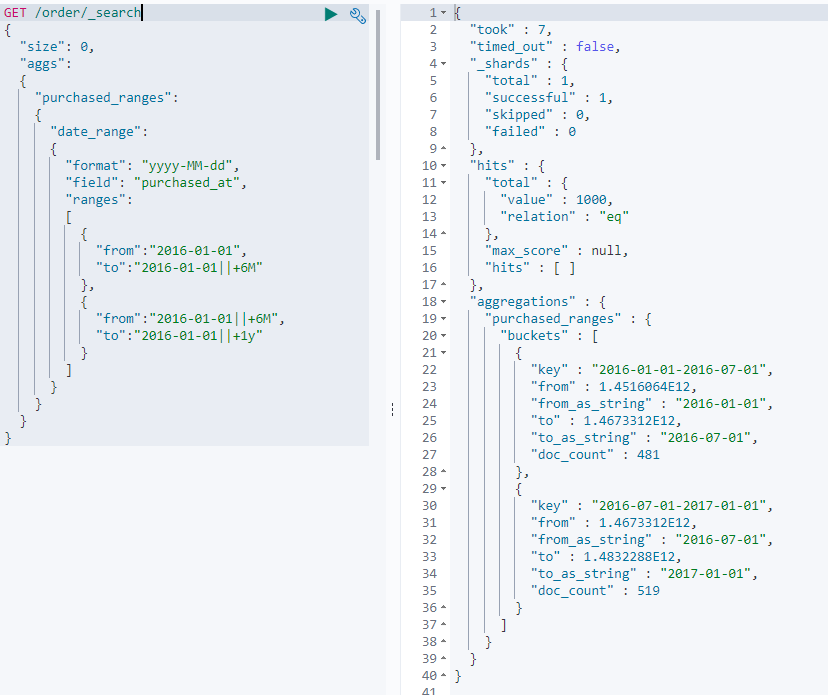 GET /order/_search
{
  "size": 0,
  "aggs":
  {
    "purchased_ranges":
    {
      "date_range":
      {
        "format": "yyyy-MM-dd",
        "field": "purchased_at",
        "ranges":
        [
          {
            "from":"2016-01-01",
            "to":"2016-01-01||+6M"
          },
          {
            "from":"2016-01-01||+6M",
            "to":"2016-01-01||+1y"
          }
        ]
      }
    }
  }
}
1 {
2   "took" : 7,
3   "timed_out" : false,
4   "_shards" : {
5     "total" : 1,
6     "successful" : 1,
7     "skipped" : 0,
8     "failed" : 0
9   },
10   "hits" : {
11     "total" : {
12       "value" : 1000,
13       "relation" : "eq"
14     },
15     "max_score" : null,
16     "hits" : [ ]
17   },
18   "aggregations" : {
19     "purchased_ranges" : {
20       "buckets" : [
21         {
22           "key" : "2016-01-01-2016-07-01",
23           "from" : 1.4516064E12,
24           "from_as_string" : "2016-01-01",
25           "to" : 1.4673312E12,
26           "to_as_string" : "2016-07-01",
27           "doc_count" : 481
28         },
29         {
30           "key" : "2016-07-01-2017-01-01",
31           "from" : 1.4673312E12,
32           "from_as_string" : "2016-07-01",
33           "to" : 1.4832288E12,
34           "to_as_string" : "2017-01-01",
35           "doc_count" : 519
36         }
37       ]
38     }
39   }
40 }
41